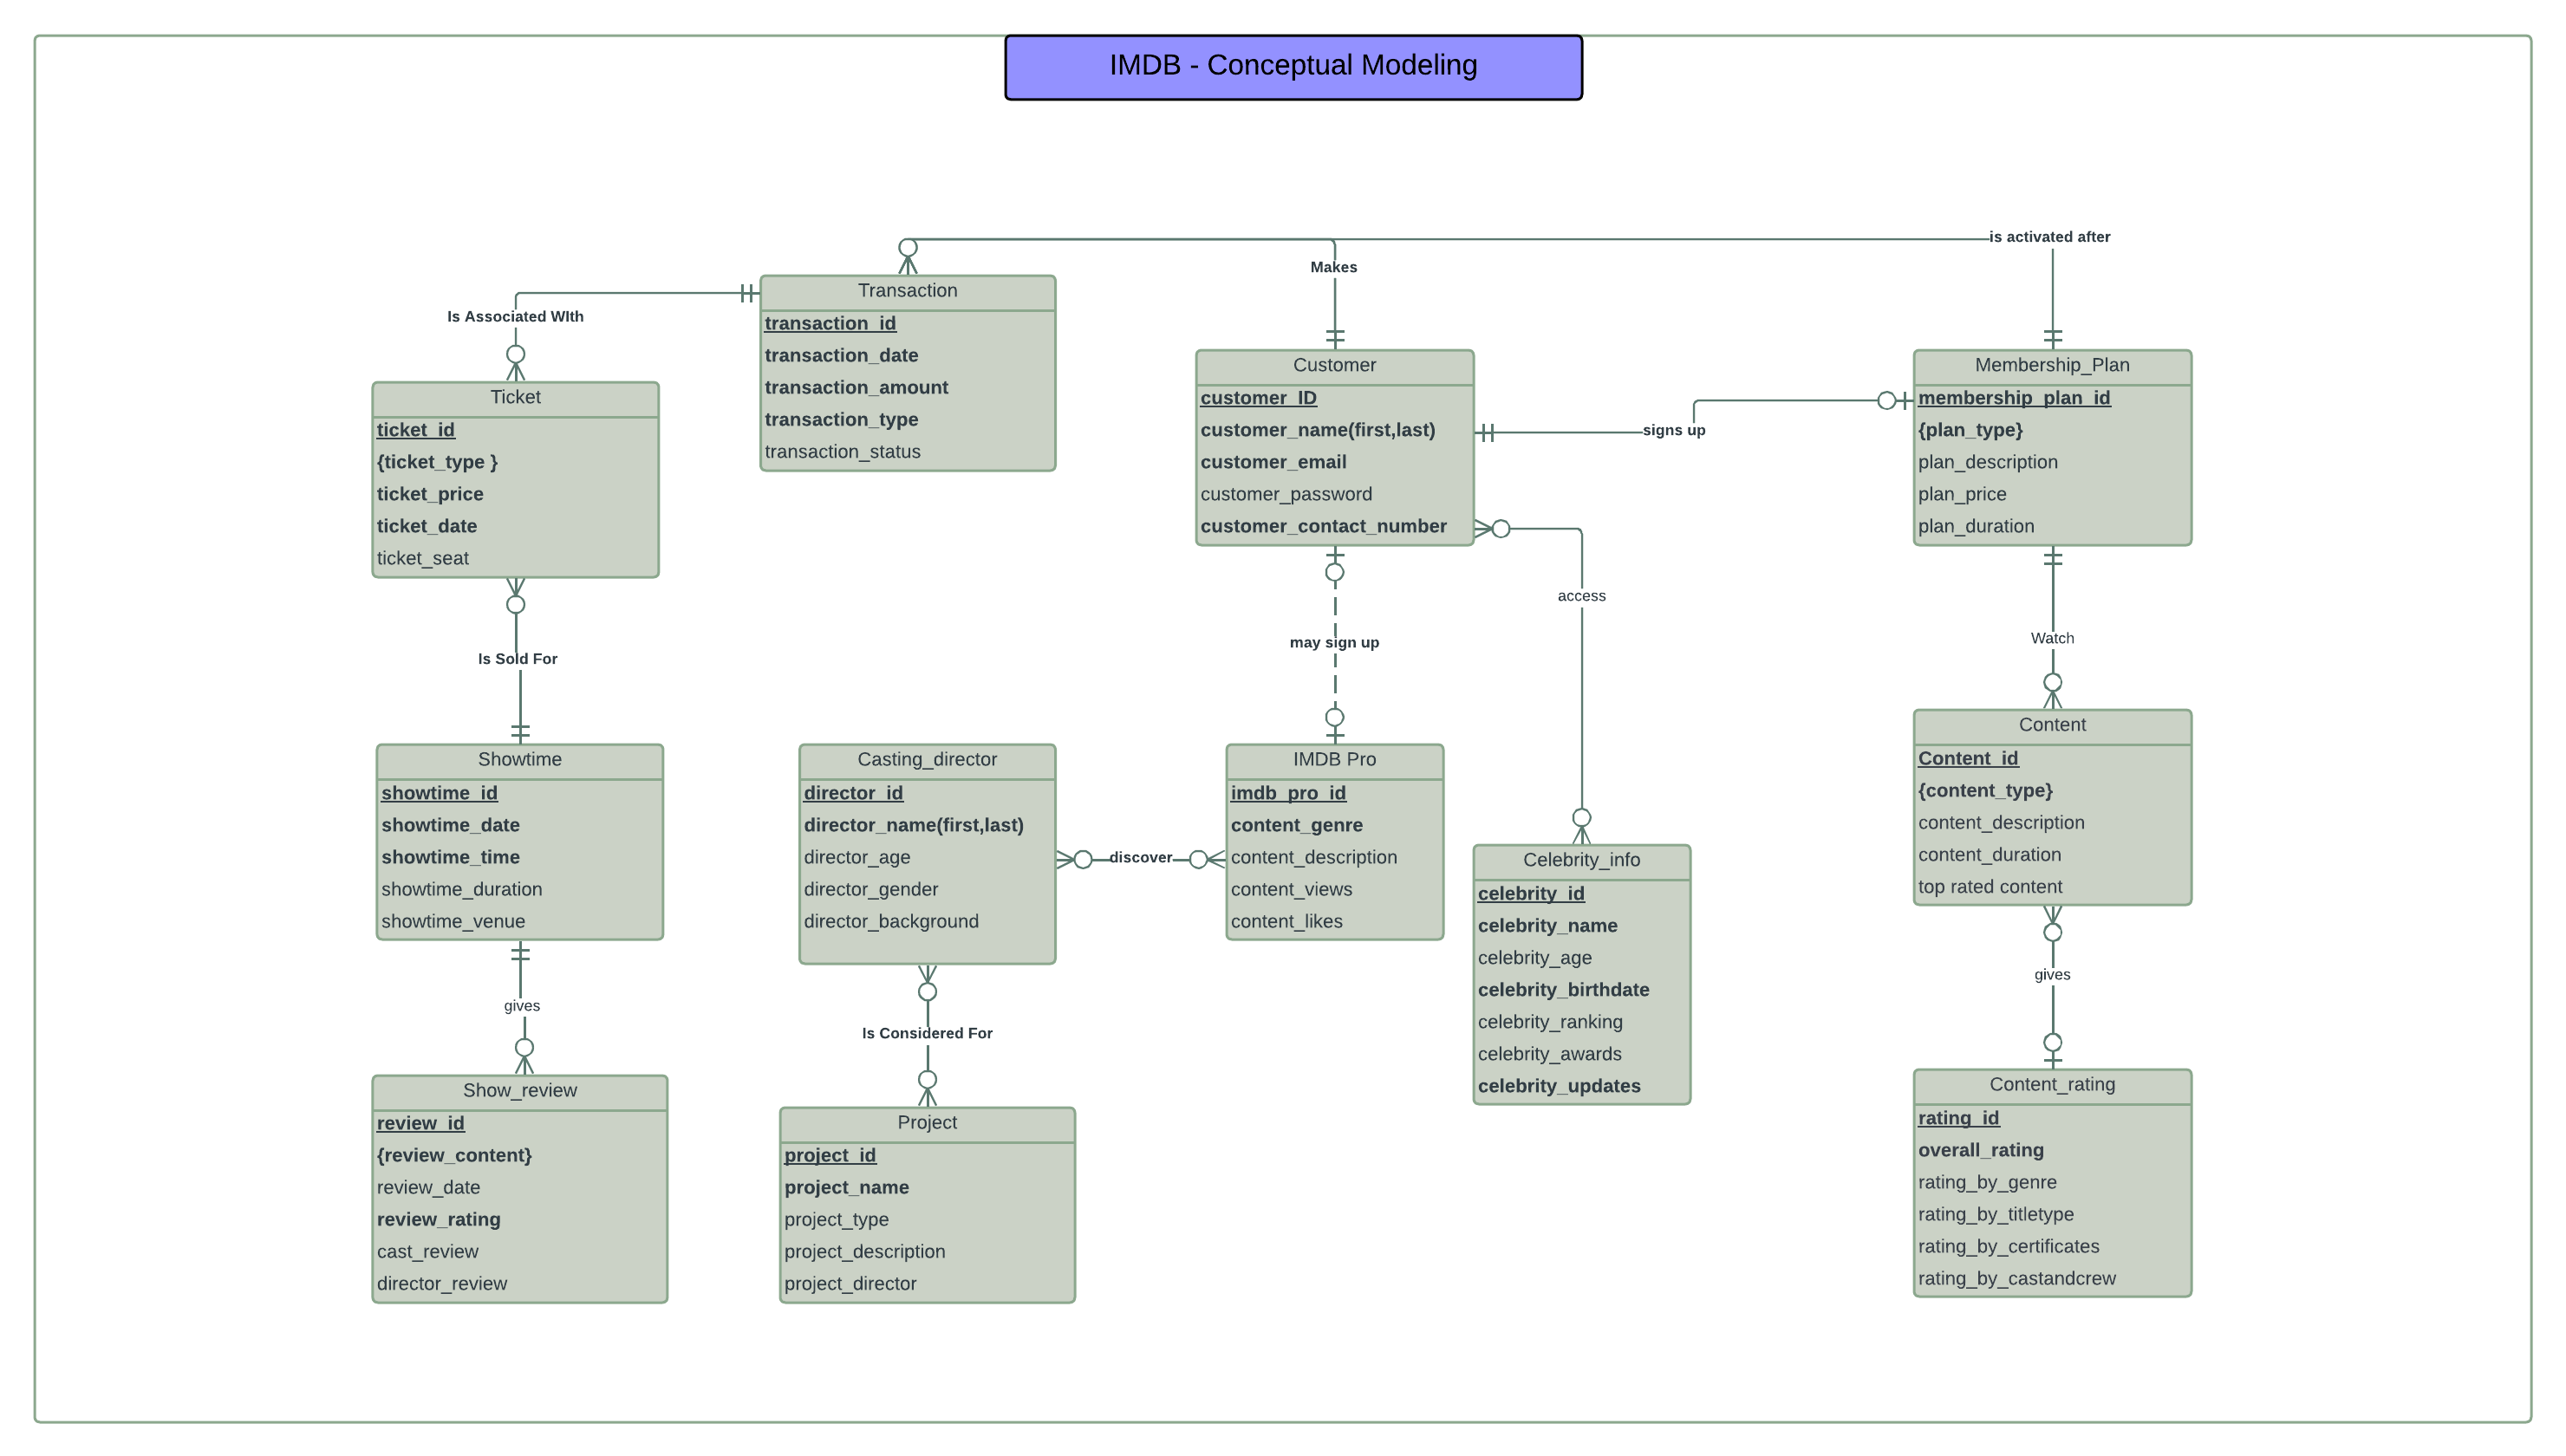 IMDB - Conceptual Modeling
is activated after
Makes
Is Associated WIth
Transaction
transaction_id
transaction_date
transaction_amount
transaction_type
transaction_status
Customer
customer_ID
customer_name(first,last)
customer_email
customer_password
customer_contact_number
signs up
Membership_Plan
membership_plan_id
{plan_type}
plan_description
plan_price
plan_duration
Ticket
ticket_id
{ticket_type }
ticket_price
ticket_date
ticket_seat
access
may sign up
Watch
Is Sold For
Showtime
showtime_id
showtime_date
showtime_time
showtime_duration
showtime_venue
Casting_director
director_id
director_name(first,last)
director_age
director_gender
director_background
discover
IMDB Pro
imdb_pro_id
content_genre
content_description
content_views
content_likes
Celebrity_info
celebrity_id
celebrity_name
celebrity_age
celebrity_birthdate
celebrity_ranking
celebrity_awards
celebrity_updates
Content
Content_id
{content_type}
content_description
content_duration
top rated content
gives
gives
Is Considered For
Show_review
review_id
{review_content}
review_date
review_rating
cast_review
director_review
Project
project_id
project_name
project_type
project_description
project_director
Content_rating
rating_id
overall_rating
rating_by_genre
rating_by_titletype
rating_by_certificates
rating_by_castandcrew